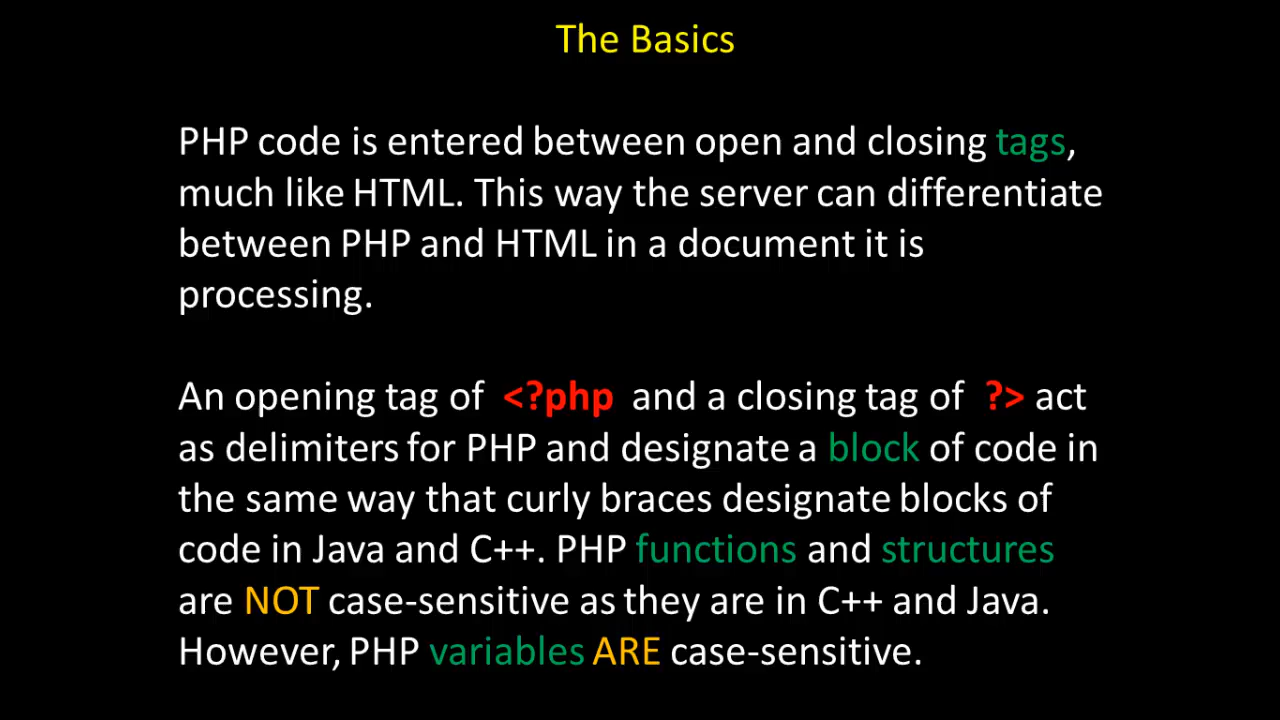 The Basics
PHP code is entered between open and closing tags,
much like HTML. This way the server can differentiate
between PHP and HTML in a document it is
processing.
An opening tag of <?php and a closing tag of ?> act
as delimiters for PHP and designate a block of code in
the same way that curly braces designate blocks of
code in Java and C++. PHP functions and structures
are NOT case-sensitive as they are in C++ and Java.
However, PHP variables ARE case-sensitive.